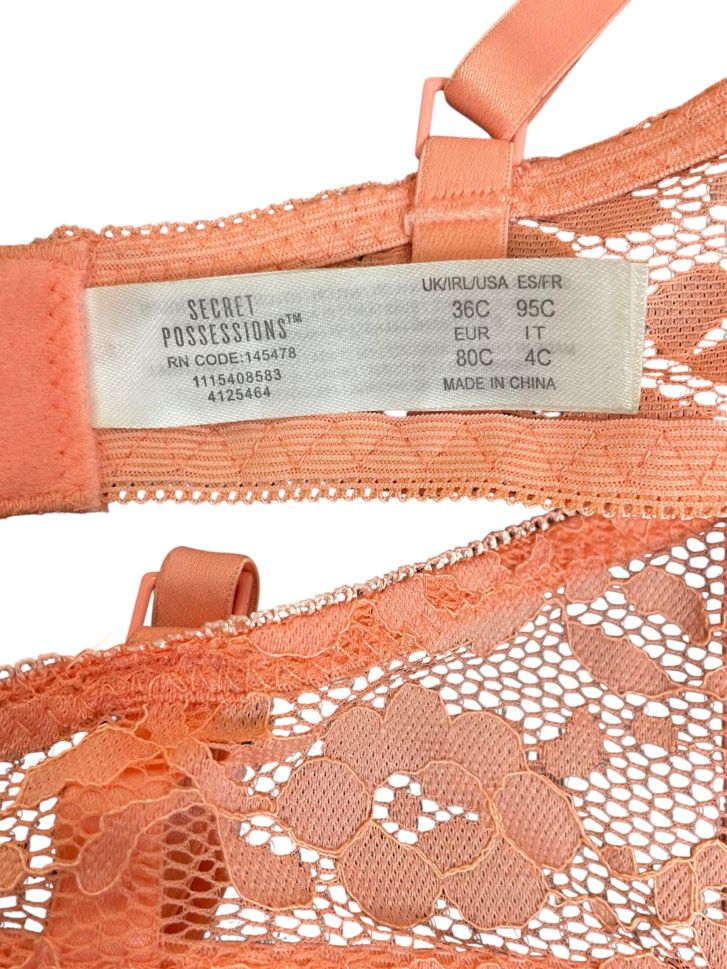 SECRET
POSSESSIONS™
RN CODE:145478
1115408583
4125464
UK/IRL/USA ES/FR
36C 95C
EUR IT
80C 4C
MADE IN CHINA